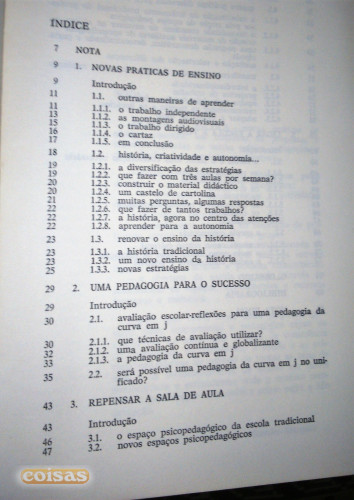 ÍNDICE
7 NOTA
9 1. NOVAS PRATICAS DE ENSINO
9 Introdução
11 1.1. outras maneiras de aprender
11 1.1.1. o trabalho independente
13 1.1.2. as montagens audiovisuais
15 1.1.3. o trabalho dirigido
16 1.1.4. o cartaz
17 1.1.5. em conclusão
18 1.2. história, criatividade e autonomia...
19 1.2.1. a diversificação das estratégias
19 1.2.2. que fazer com três aulas por semana?
20 1.2.3. construir o material didáctico
20 1.2.4. um castelo de cartolina
21 1.2.5. muitas perguntas, algumas respostas
21 1.2.6. que fazer de tantos trabalhos?
22 1.2.7. a história, agora no centro das atenções
22 1.2.8. aprender para a autonomia
23 1.3. renovar o ensino da história
23 1.3.1. a história tradicional
23 1.3.2. um novo ensino da história
25 1.3.3. novas estratégias
29 2. UMA PEDAGOGIA PARA O SUCESSO
29 Introdução
30 2.1. avaliação escolar-reflexões para uma pedagogia da
curva em j
30 2.1.1. que técnicas de avaliação utilizar?
32 2.1.2. uma avaliação contínua e globalizante
33 2.1.3. a pedagogia da curva em j
35 2.2. será possível uma pedagogia da curva em j no uni-
ficado?
43 3. REPENSAR A SALA DE AULA
43 Introdução
46 3.1. o espaço psicopedagógico da escola tradicional
47 3.2. novos espaços psicopedagógicos
coisas